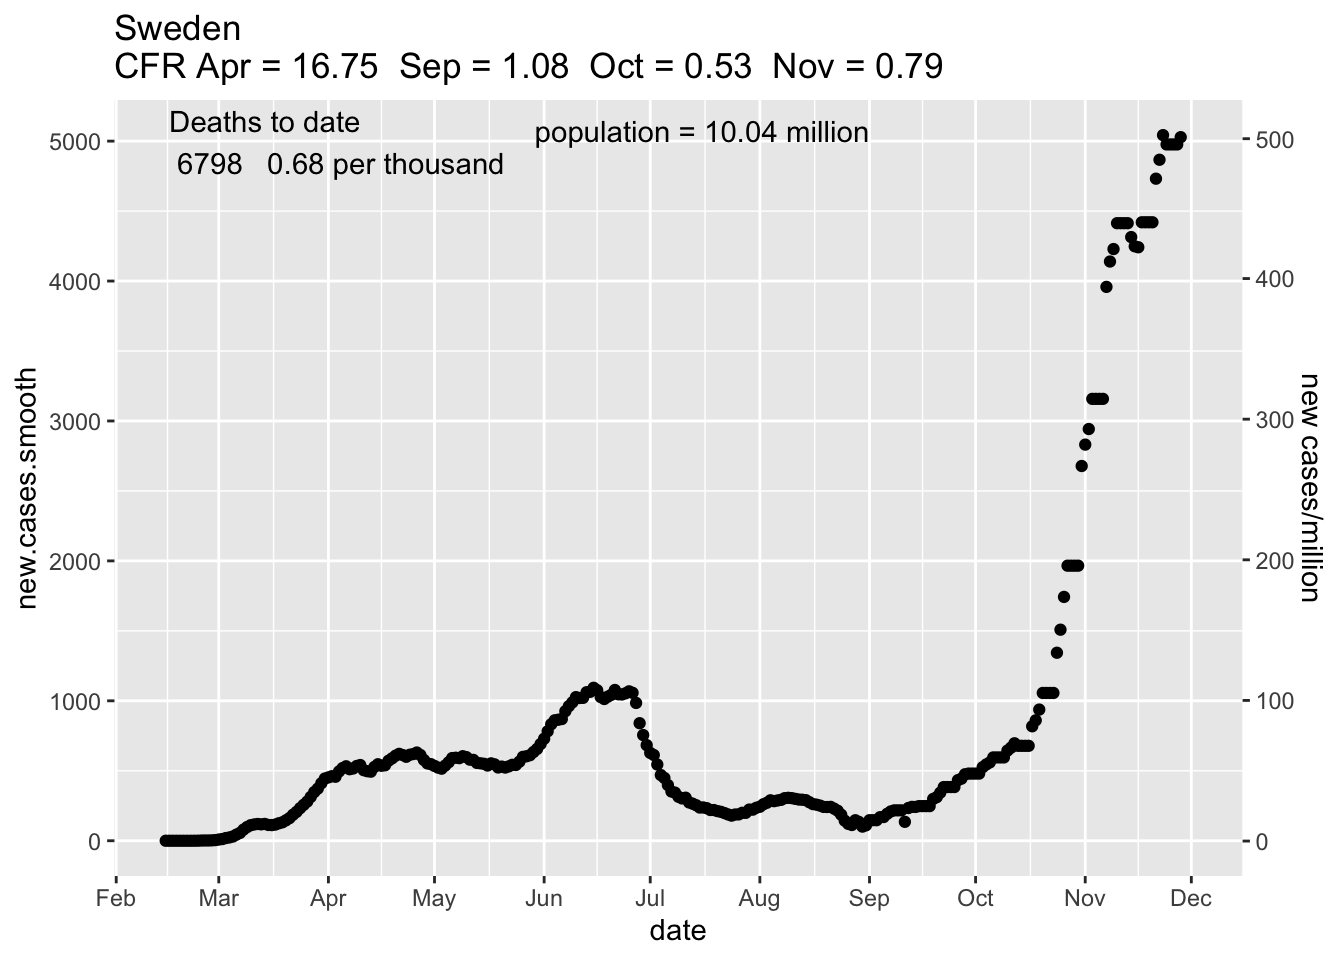 Sweden
CFR Apr = 16.75  Sep = 1.08  Oct = 0.53  Nov = 0.79
Deaths to date
population = 10.04 million
6798   0.68 per thousand
5000
4000
3000
2000
1000
0
new.cases.smooth
500
400
300
200
100
0
new cases/million
Feb Mar Apr May Jun Jul Aug Sep Oct Nov Dec
date